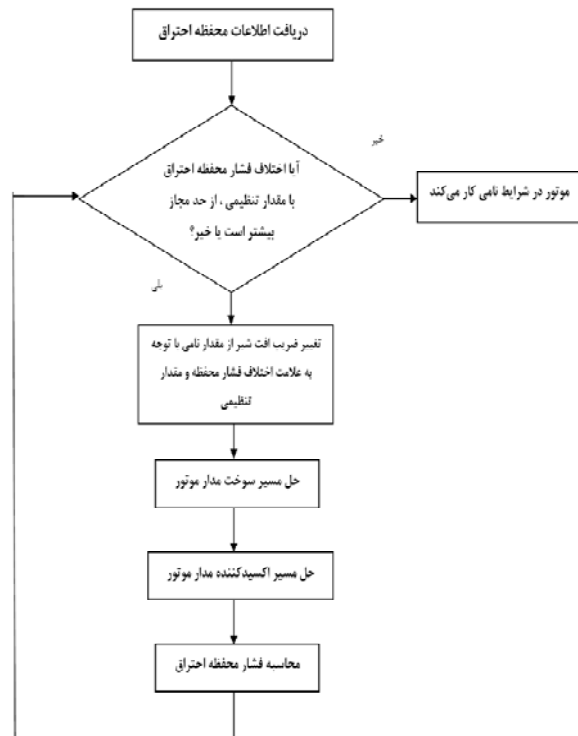 دریافت اطلاعات محفظه احتراق
خیر
آیا اختلاف فشار محفظه احتراق
با مقدار تنظیمی ، از حد مجاز
بیشتر است یا خیر؟
موتور در شرایط نامی کار می‌کند
بلی
تغییر ضریب افت شیر از مقدار نامی با توجه
به علامت اختلاف فشار محفظه و مقدار
تنظیمی
حل مسیر سوخت مدار موتور
حل مسیر اکسیدکننده مدار موتور
محاسبه فشار محفظه احتراق